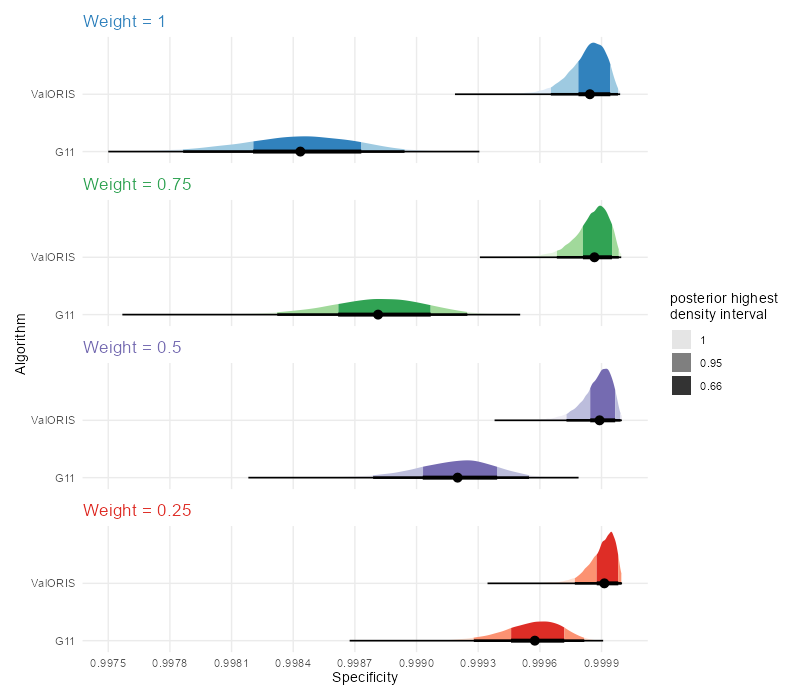 Weight = 1
ValORIS
G11
Weight = 0.75
ValORIS
G11
Weight = 0.5
ValORIS
G11
Weight = 0.25
ValORIS
G11
0.9975 0.9978 0.9981 0.9984 0.9987 0.9990 0.9993 0.9996 0.9999
Specificity
Algorithm
posterior highest
density interval
1
0.95
0.66